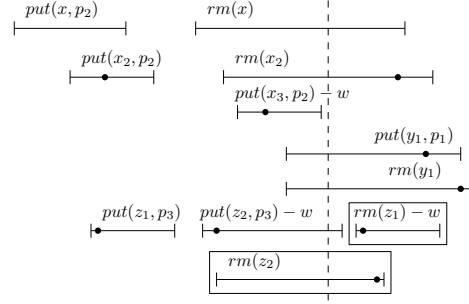 put(x, p₂) rm(x)
put(x₂, p₂) rm(x₂)
put(x₃, p₂) − w
put(y₁, p₁)
rm(y₁)
put(z₁, p₃) put(z₂, p₃) − w rm(z₁) − w
rm(z₂)